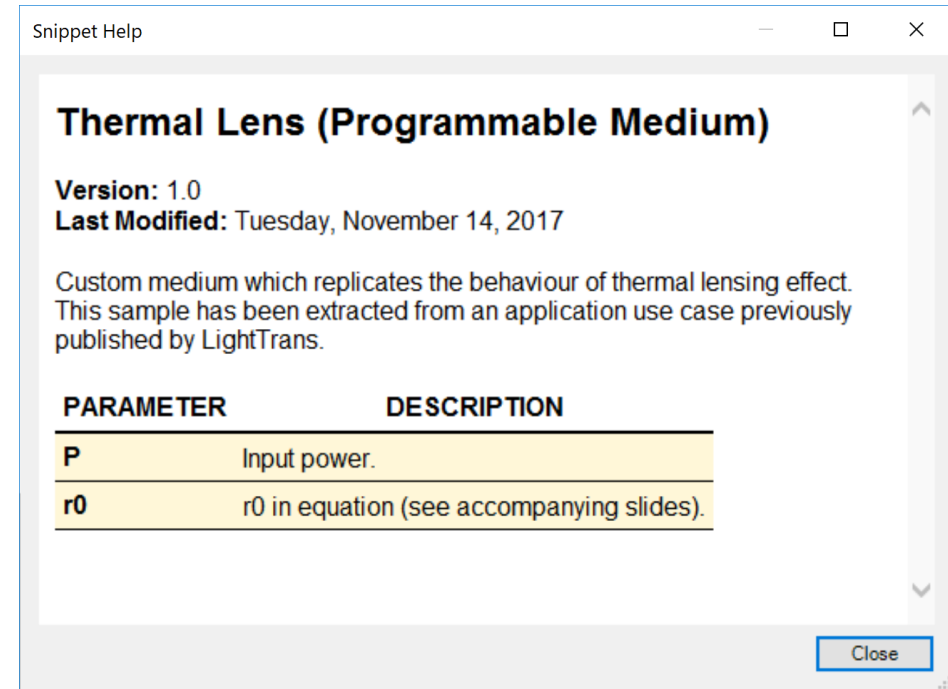 Snippet Help
Thermal Lens (Programmable Medium)
Version: 1.0
Last Modified: Tuesday, November 14, 2017
Custom medium which replicates the behaviour of thermal lensing effect.
This sample has been extracted from an application use case previously
published by LightTrans.
PARAMETER DESCRIPTION
P Input power.
r0 r0 in equation (see accompanying slides).
Close